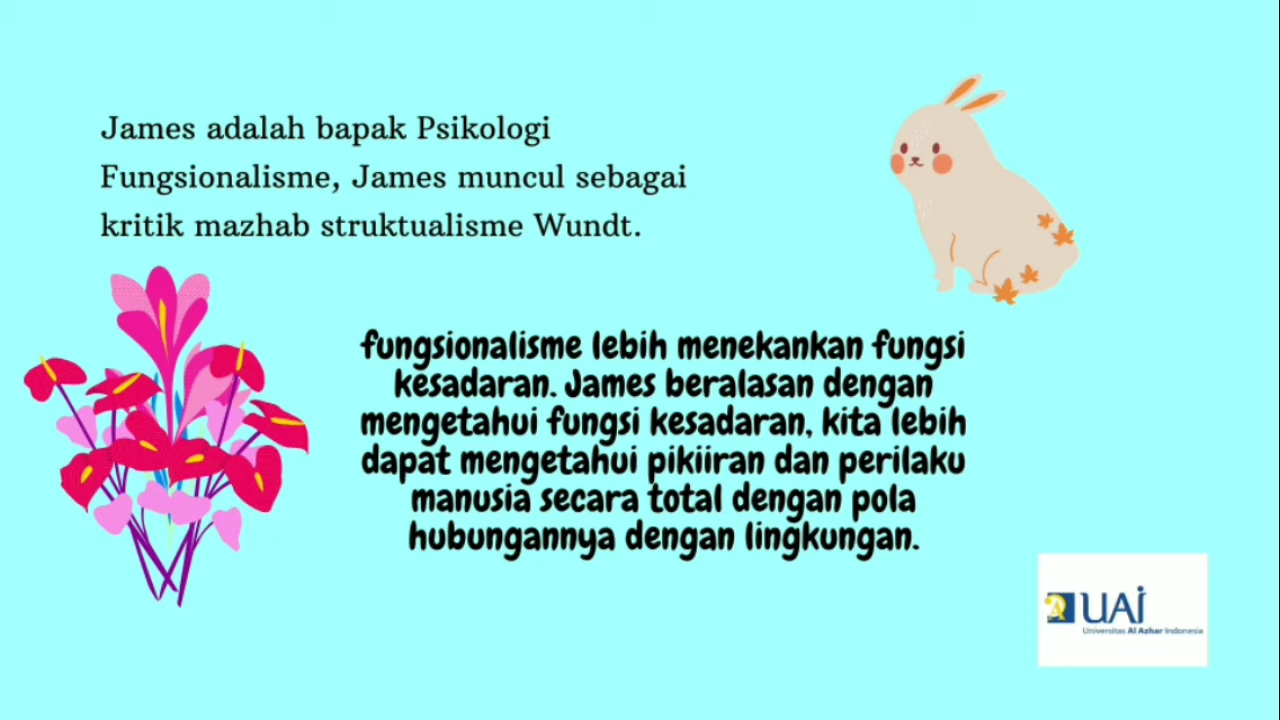 James adalah bapak Psikologi
Fungsionalisme, James muncul sebagai
kritik mazhab struktualisme Wundt.
fungsionalisme lebih menekankan fungsi
kesadaran. James beralasan dengan
mengetahui fungsi kesadaran, kita lebih
dapat mengetahui pikiiran dan perilaku
manusia secara total dengan pola
hubungannya dengan lingkungan.
UAI
Universitas Al Azhar Indonesia